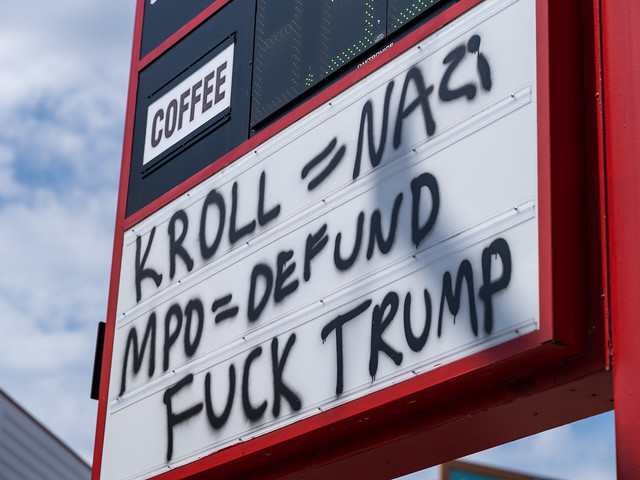 COFFEE
KROLL = NAZi
MPD = DEFUND
FUCK TRUMP